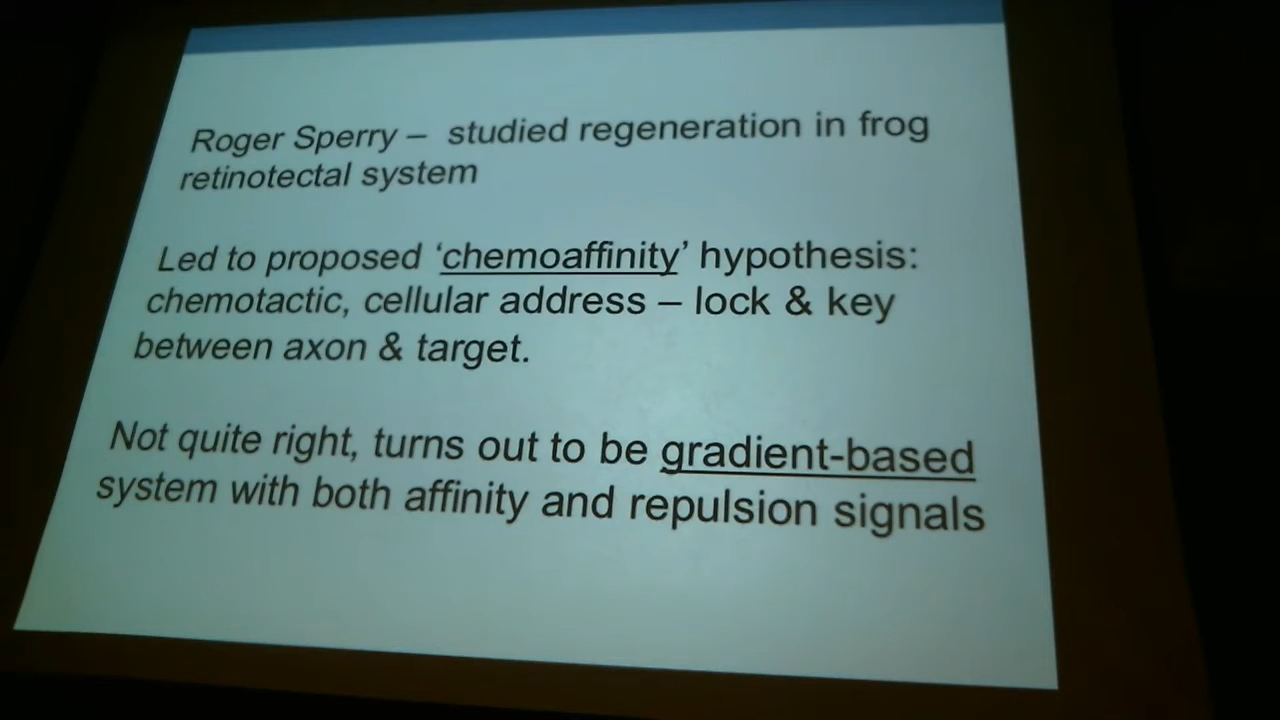 Roger Sperry – studied regeneration in frog
retinotectal system
Led to proposed ‘chemoaffinity’ hypothesis:
chemotactic, cellular address – lock & key
between axon & target.
Not quite right, turns out to be gradient-based
system with both affinity and repulsion signals